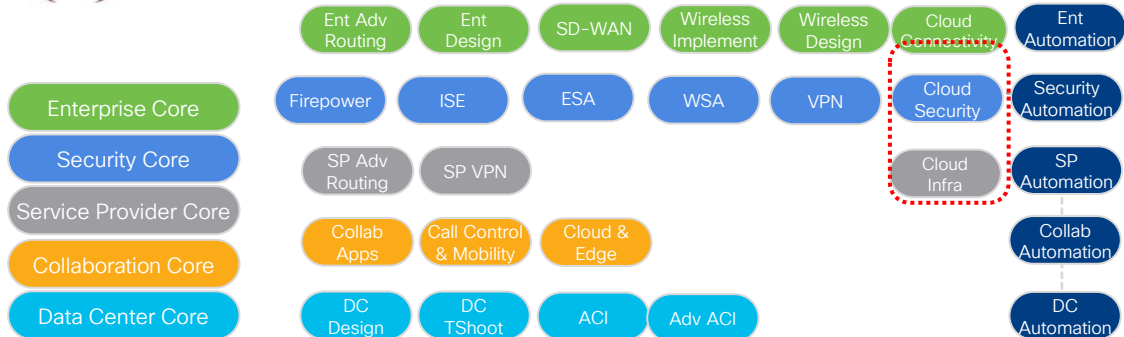 Ent Adv
Routing
Ent
Design
SD-WAN
Wireless
Implement
Wireless
Design
Cloud
Connectivity
Ent
Automation
Enterprise Core
Firepower
ISE
ESA
WSA
VPN
Cloud
Security
Security
Automation
Security Core
SP Adv
Routing
SP VPN
Cloud
Infra
SP
Automation
Service Provider Core
Collab
Apps
Call Control
& Mobility
Cloud &
Edge
Collab
Automation
Collaboration Core
DC
Design
DC
TShoot
ACI
Adv ACI
DC
Automation
Data Center Core